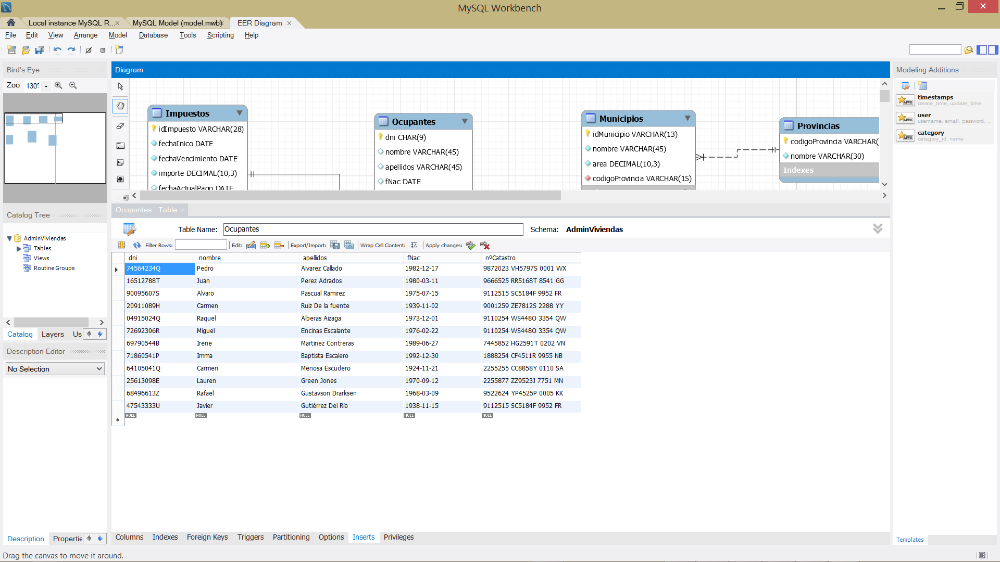 MySQL Workbench
Local instance MySQL R...× MySQL Model (model.mwb)× EER Diagram ×
File Edit View Arrange Model Database Tools Scripting Help
Bird's Eye
Zoo 130%
Diagram
Impuestos
idImpuesto VARCHAR(28)
fechaInico DATE
fechaVencimiento DATE
importe DECIMAL(10,3)
fechaActualPago DATE
Ocupantes
dni CHAR(9)
nombre VARCHAR(45)
apellidos VARCHAR(45)
fNac DATE
Municipios
idMunicipio VARCHAR(13)
nombre VARCHAR(45)
area DECIMAL(10,3)
codigoProvincia VARCHAR(15)
Provincias
codigoProvincia VARCHAR(
nombre VARCHAR(30)
Indexes
Modeling Additions
timestamps
create_time, update_time
user
username, email, password, ...
category
category_id, name
Catalog Tree
AdminViviendas
Tables
Views
Routine Groups
Catalog Layers Us
Description Editor
No Selection
Ocupantes - Table ×
Table Name: Ocupantes Schema: AdminViviendas
Filter Rows: Edit: Export/Import: Wrap Cell Content: Apply changes:
dni nombre apellidos fNac nºCatastro
74564234Q Pedro Alvarez Callado 1982-12-17 9872023 VH5797S 0001 WX
16512788T Juan Perez Adrados 1980-03-11 9666525 RR5168T 8541 GG
90095607S Alvaro Pascual Ramirez 1975-07-15 9112515 SC5184F 9952 FR
20911089H Carmen Ruiz De la fuente 1939-11-02 9001259 ZE7812S 2288 YY
04915024Q Raquel Alberas Aizaga 1973-12-01 9110254 WS448O 3354 QW
72692306R Miguel Encinas Escalante 1976-02-22 9110254 WS448O 3354 QW
69790544B Irene Martinez Contreras 1989-06-27 7445852 HG2591T 0202 VN
71860541P Imma Baptista Escalero 1992-12-30 1888254 CF4511R 9955 NB
64105041Q Carmen Menosa Escudero 1924-11-21 2255255 CC8858Y 0110 SA
25613098E Lauren Green Jones 1970-09-12 2255877 ZZ9523J 7751 MN
68496613Z Rafael Gustavson Drarksen 1968-03-09 9522624 YP4525P 0005 KK
47543333U Javier Gutiérrez Del Río 1938-11-15 9112515 SC5184F 9952 FR
NULL NULL NULL NULL NULL
Description Propertie
Columns Indexes Foreign Keys Triggers Partitioning Options Inserts Privileges
Templates
Drag the canvas to move it around.